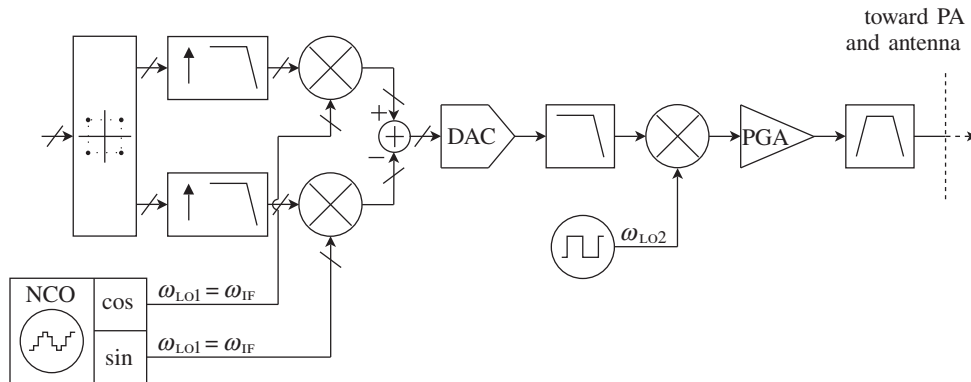 toward PA
and antenna
+
+
−
DAC
PGA
ω_LO2
NCO
cos
ω_LO1 = ω_IF
sin
ω_LO1 = ω_IF